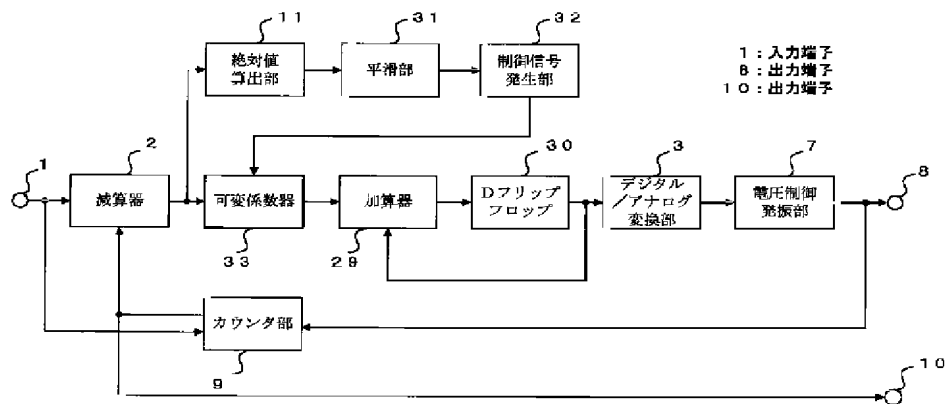 11
31
32
絶対値
算出部
平滑部
制御信号
発生部
1:入力端子
8:出力端子
10:出力端子
1
2
30
3
7
8
減算器
可変係数器
加算器
Dフリップ
フロップ
デジタル
/アナログ
変換部
電圧制御
発振部
33
29
カウンタ部
9
10